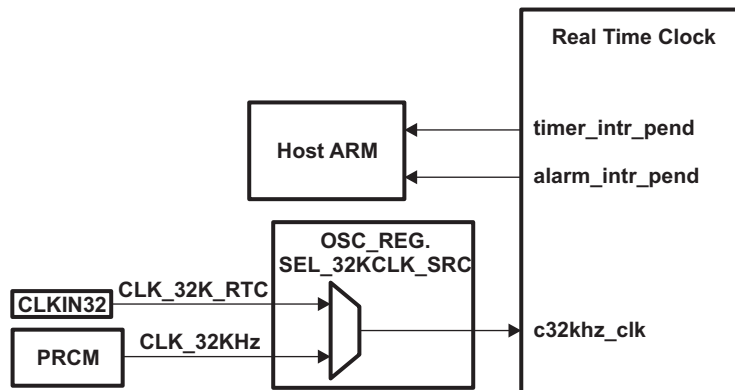 Real Time Clock
timer_intr_pend
Host ARM
alarm_intr_pend
OSC_REG.
SEL_32KCLK_SRC
CLK_32K_RTC
CLKIN32
CLK_32KHz
c32khz_clk
PRCM